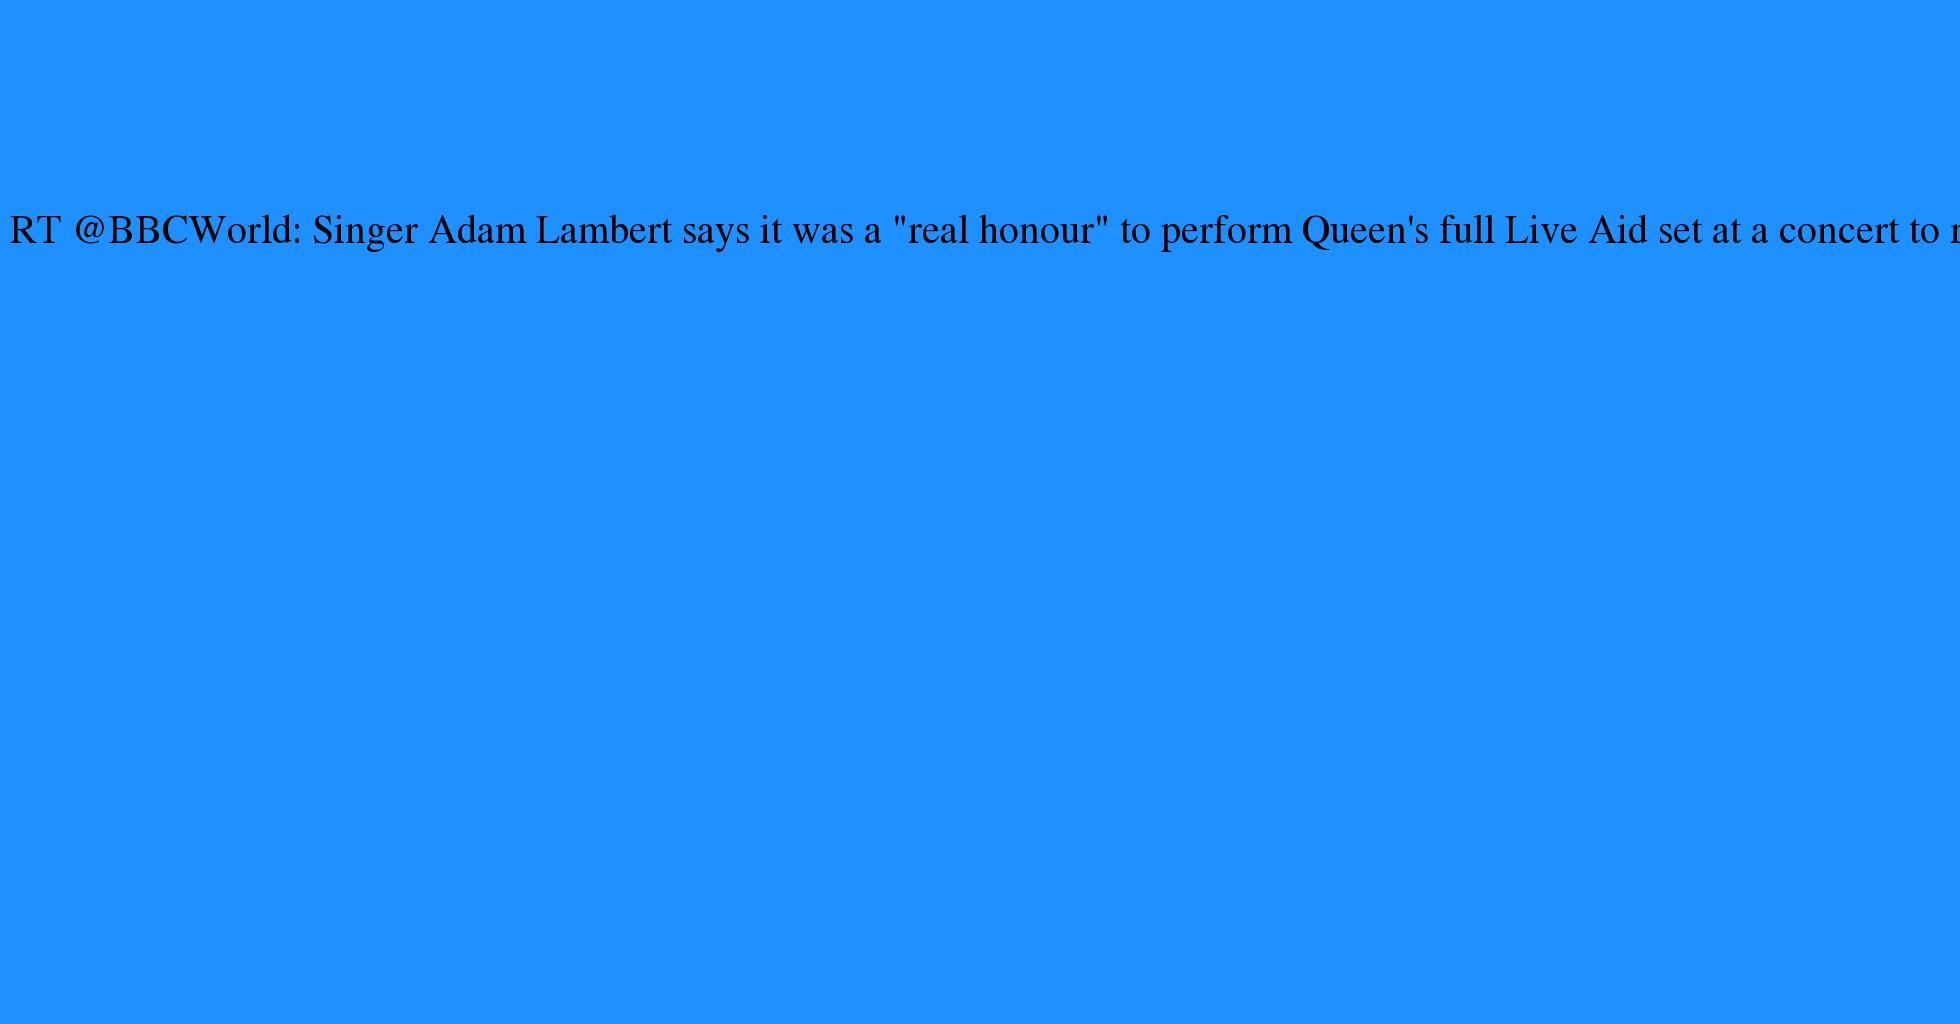 RT @BBCWorld: Singer Adam Lambert says it was a "real honour" to perform Queen's full Live Aid set at a concert to